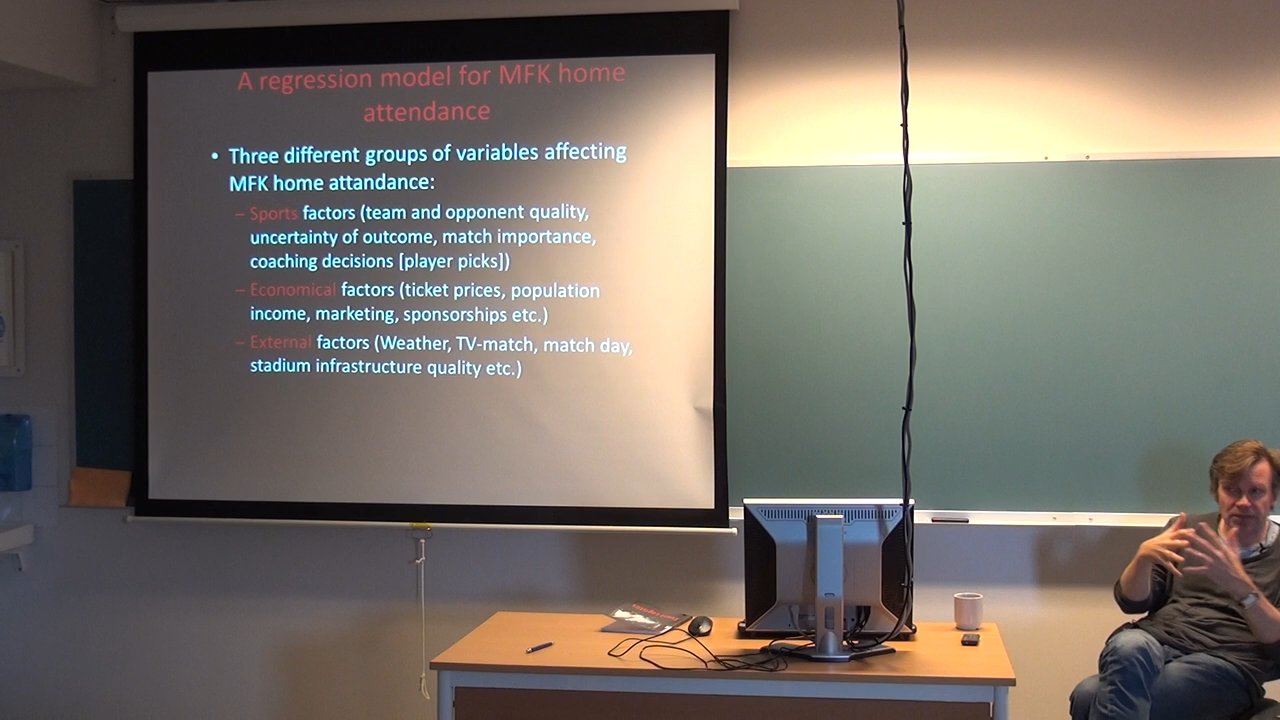 A regression model for MFK home
attendance
• Three different groups of variables affecting
MFK home attandance:
– Sports factors (team and opponent quality,
uncertainty of outcome, match importance,
coaching decisions [player picks])
– Economical factors (ticket prices, population
income, marketing, sponsorships etc.)
– External factors (Weather, TV-match, match day,
stadium infrastructure quality etc.)